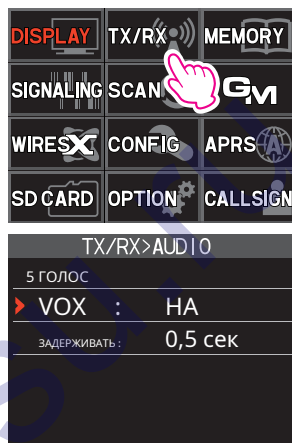 DISPLAY TX/RX MEMORY
SIGNALING SCAN GM
WIRES X CONFIG APRS
SD CARD OPTION CALLSIGN
TX/RX>AUDIO
5 ГОЛОС
VOX : НА
ЗАДЕРЖИВАТЬ : 0,5 сек